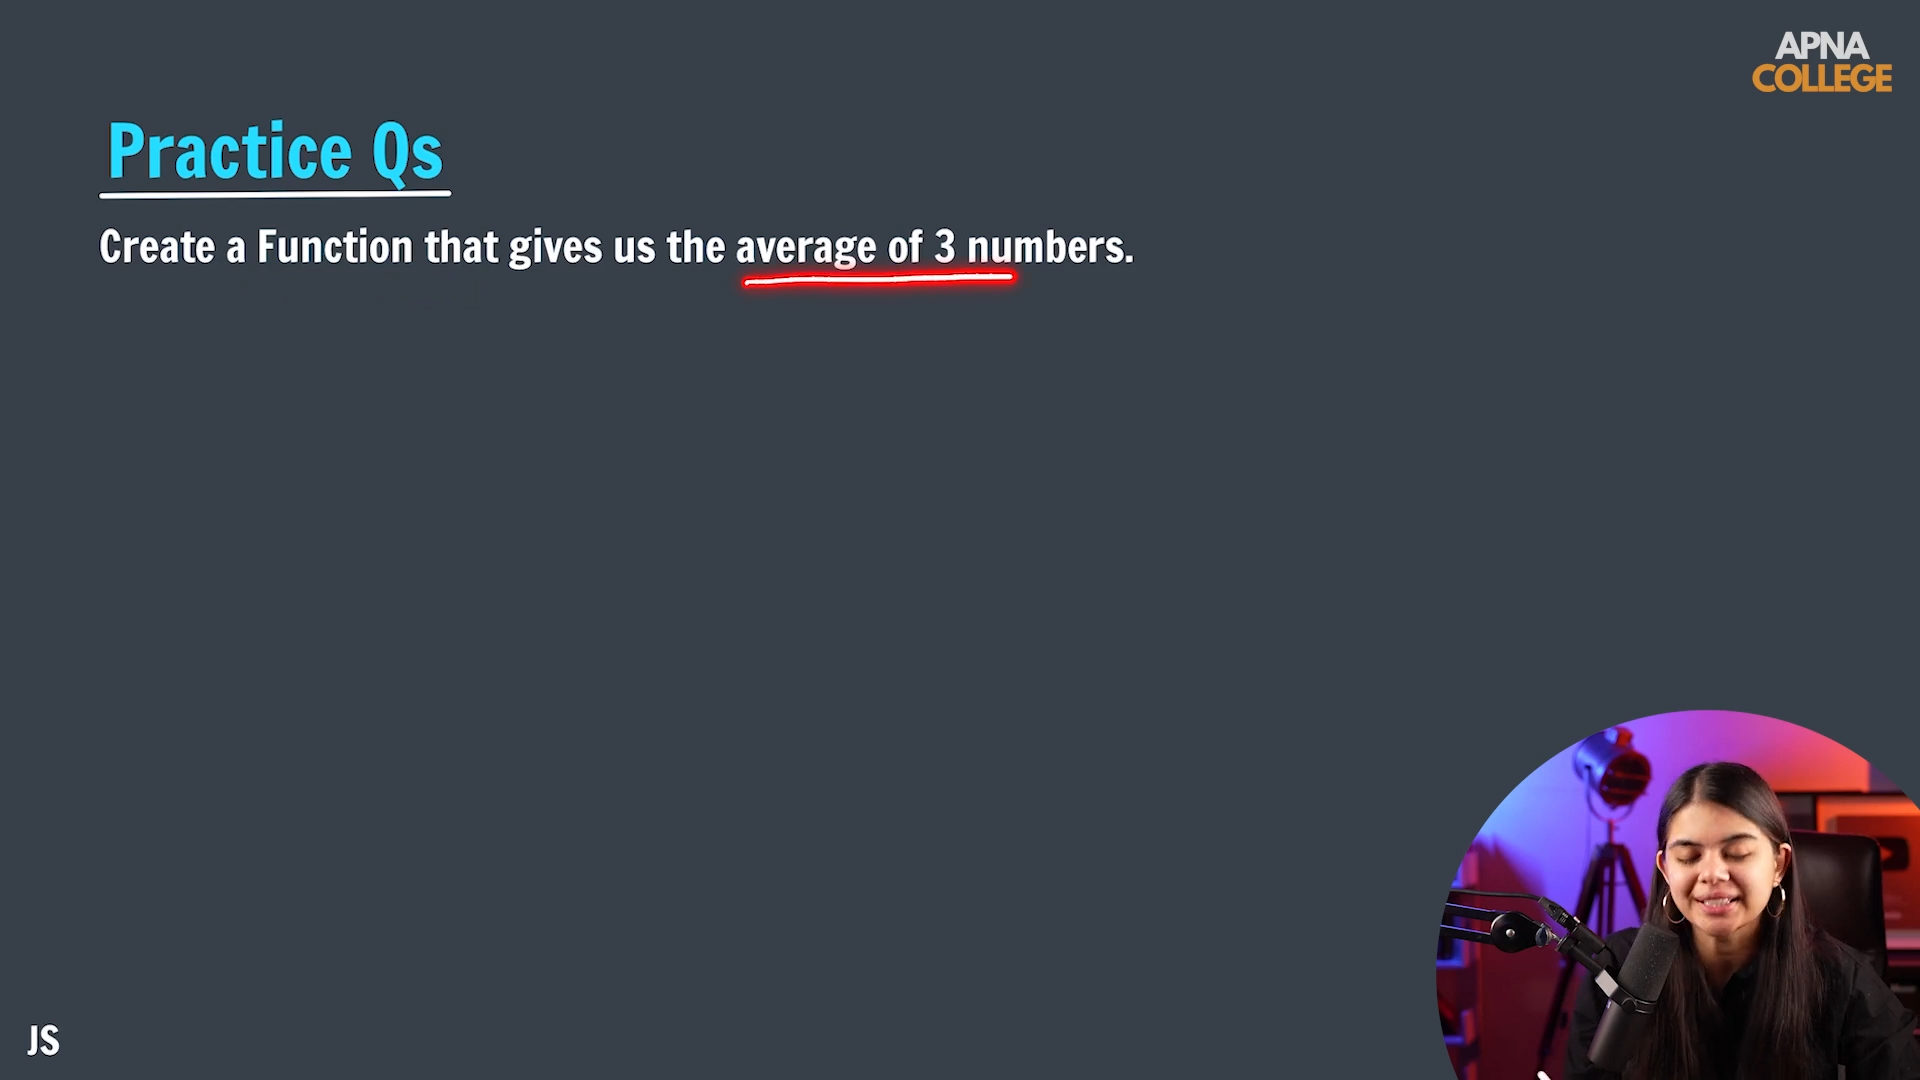 APNA
COLLEGE
Practice Qs
Create a Function that gives us the average of 3 numbers.
JS